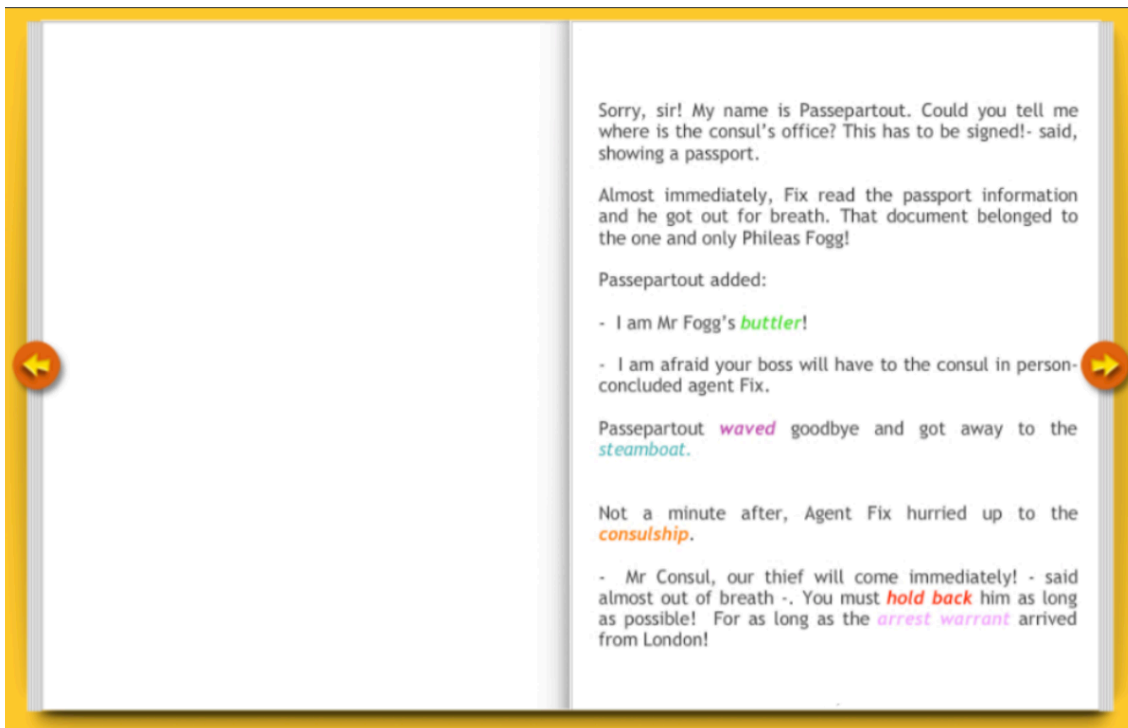 Sorry, sir! My name is Passepartout. Could you tell me
where is the consul's office? This has to be signed!- said,
showing a passport.
Almost immediately, Fix read the passport information
and he got out for breath. That document belonged to
the one and only Phileas Fogg!
Passepartout added:
- I am Mr Fogg's buttler!
- I am afraid your boss will have to the consul in person-
concluded agent Fix.
Passepartout waved goodbye and got away to the
steamboat.
Not a minute after, Agent Fix hurried up to the
consulship.
- Mr Consul, our thief will come immediately! - said
almost out of breath -. You must hold back him as long
as possible! For as long as the arrest warrant arrived
from London!